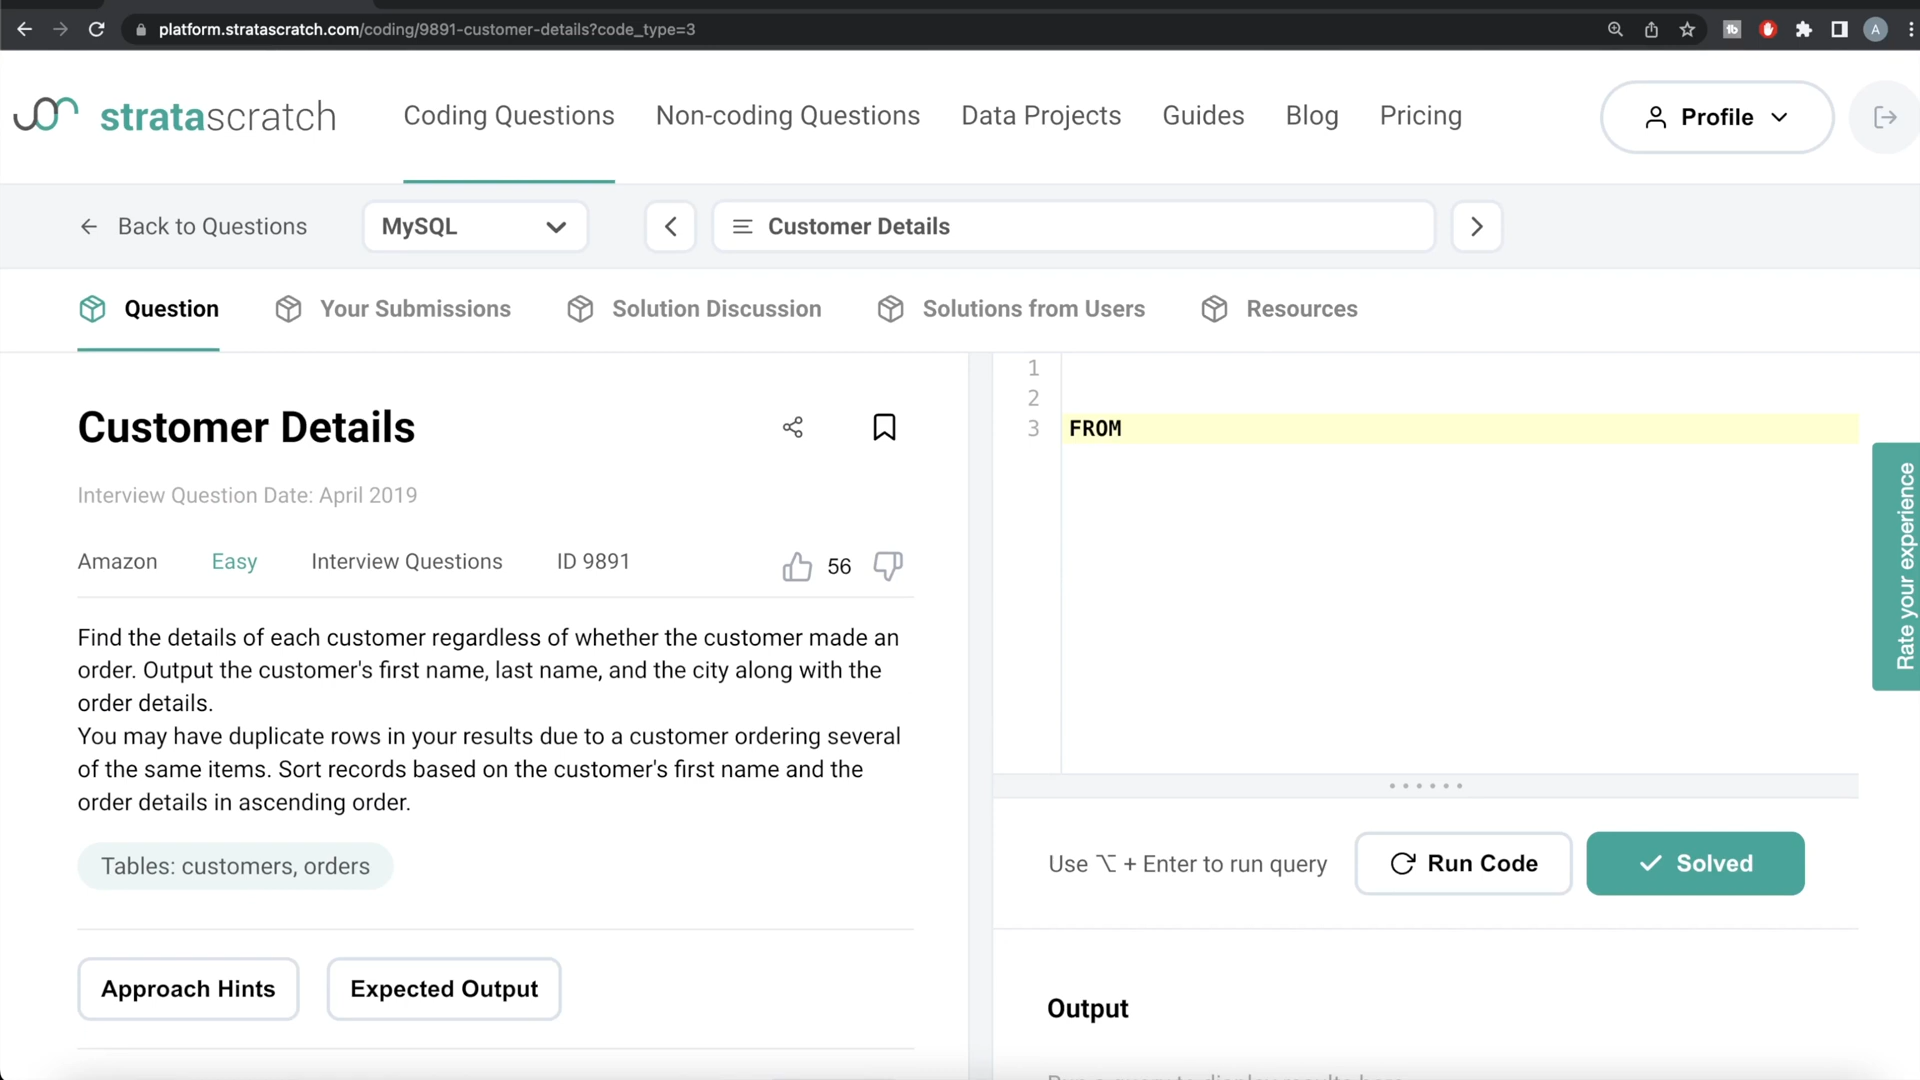 platform.stratascratch.com/coding/9891-customer-details?code_type=3
tb
A
stratascratch
Coding Questions
Non-coding Questions
Data Projects
Guides
Blog
Pricing
Profile
Back to Questions
MySQL
Customer Details
Question
Your Submissions
Solution Discussion
Solutions from Users
Resources
Customer Details
Interview Question Date: April 2019
Amazon
Easy
Interview Questions
ID 9891
56
Find the details of each customer regardless of whether the customer made an
order. Output the customer's first name, last name, and the city along with the
order details.
You may have duplicate rows in your results due to a customer ordering several
of the same items. Sort records based on the customer's first name and the
order details in ascending order.
Tables: customers, orders
Approach Hints
Expected Output
1
2
3 FROM
Use ⌥ + Enter to run query
Run Code
Solved
Output
Rate your experience